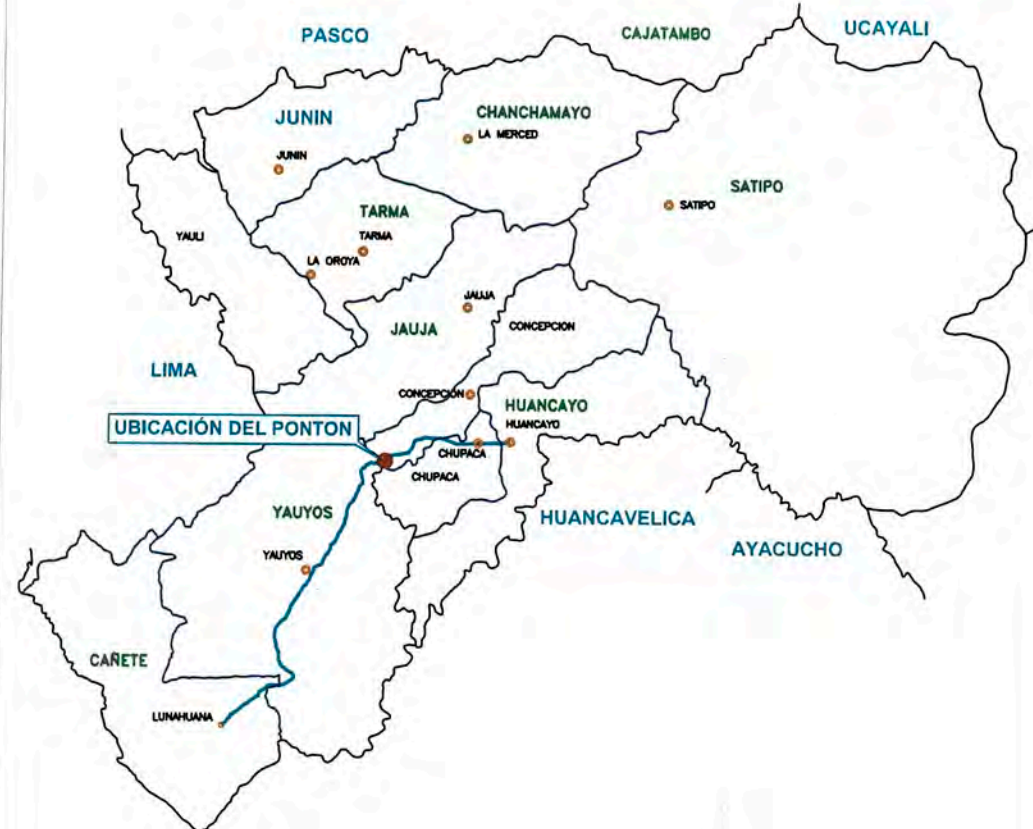 PASCO
CAJATAMBO
UCAYALI
JUNIN
CHANCHAMAYO
LA MERCED
JUNIN
SATIPO
SATIPO
TARMA
TARMA
YAULI
LA OROYA
JAUJA
JAUJA
CONCEPCION
LIMA
CONCEPCION
HUANCAYO
HUANCAYO
UBICACIÓN DEL PONTON
CHUPACA
CHUPACA
YAUYOS
HUANCAVELICA
AYACUCHO
YAUYOS
CAÑETE
LUNAHUANA